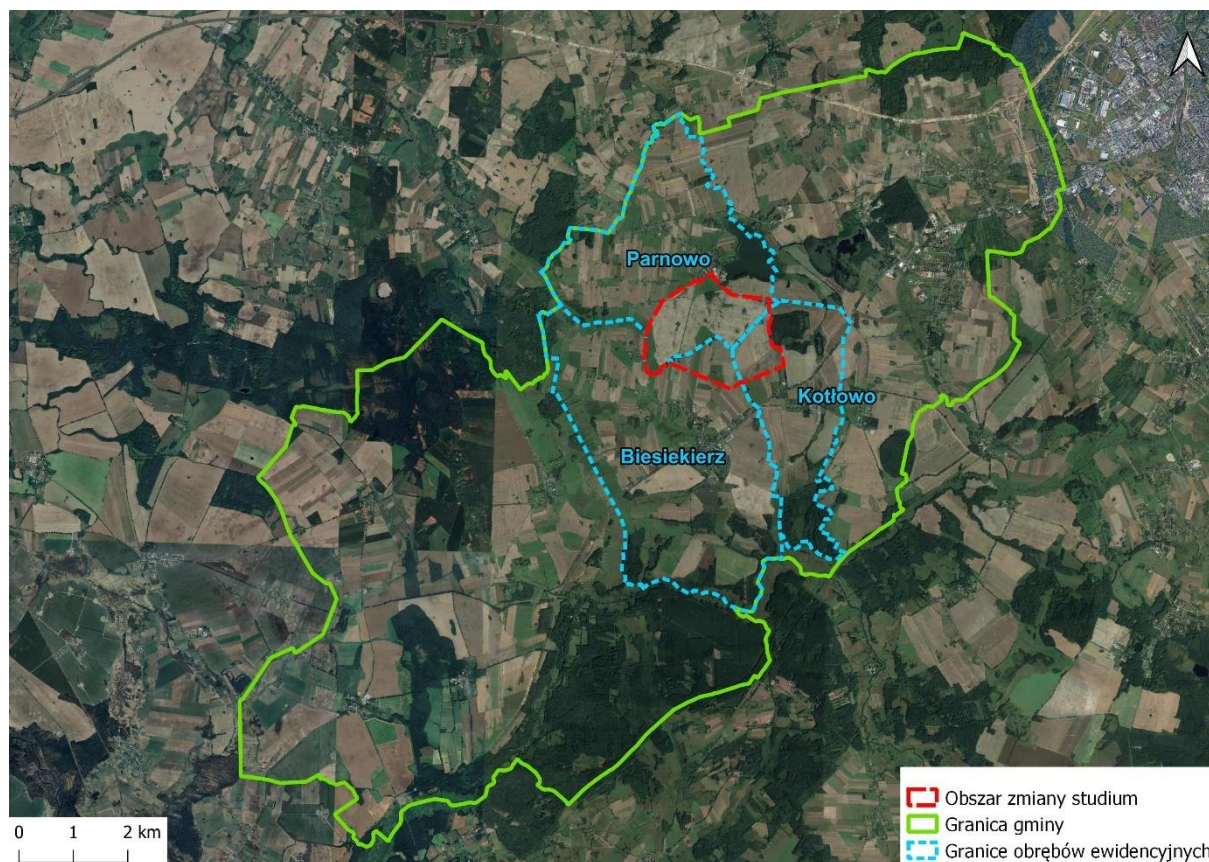 Parnowo
Kotłowo
Biesiekierz
Obszar zmiany studium
Granica gminy
Granice obrębów ewidencyjnych
0 1 2 km